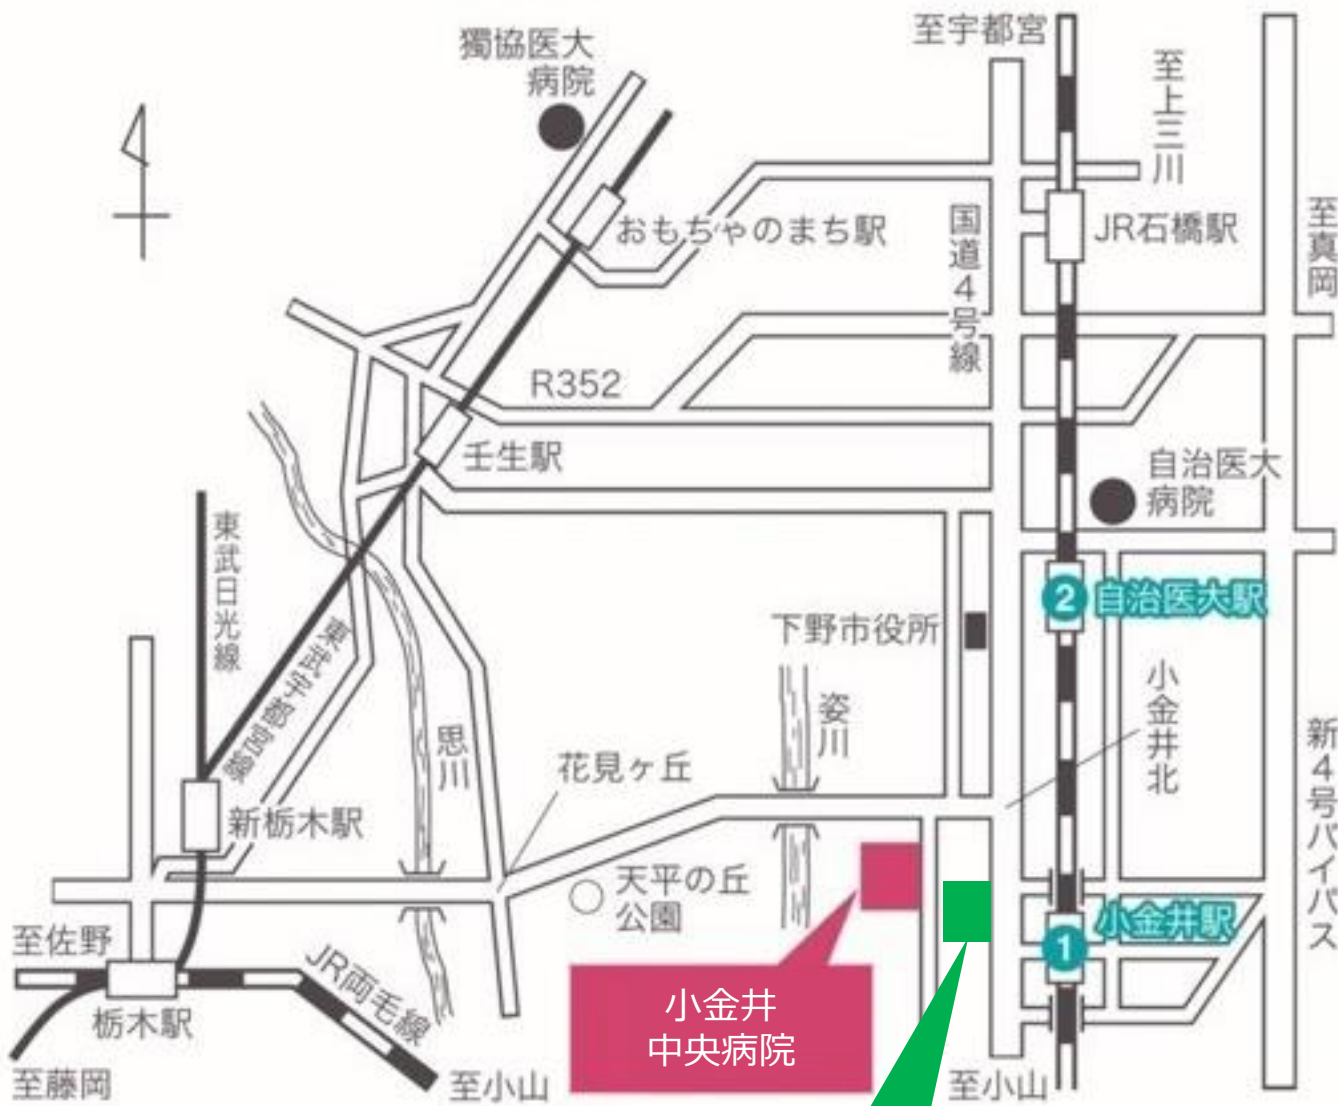 獨協医大
病院
至宇都宮
至上三川
おもちゃのまち駅
国道4号線
JR石橋駅
至真岡
R352
壬生駅
自治医大
病院
東武日光線
2 自治医大駅
下野市役所
東武宇都宮線
小金井北
姿川
思川
花見ヶ丘
新4号バイパス
新栃木駅
天平の丘
公園
小金井駅
1
至佐野
JR両毛線
小金井
中央病院
栃木駅
至藤岡
至小山
至小山